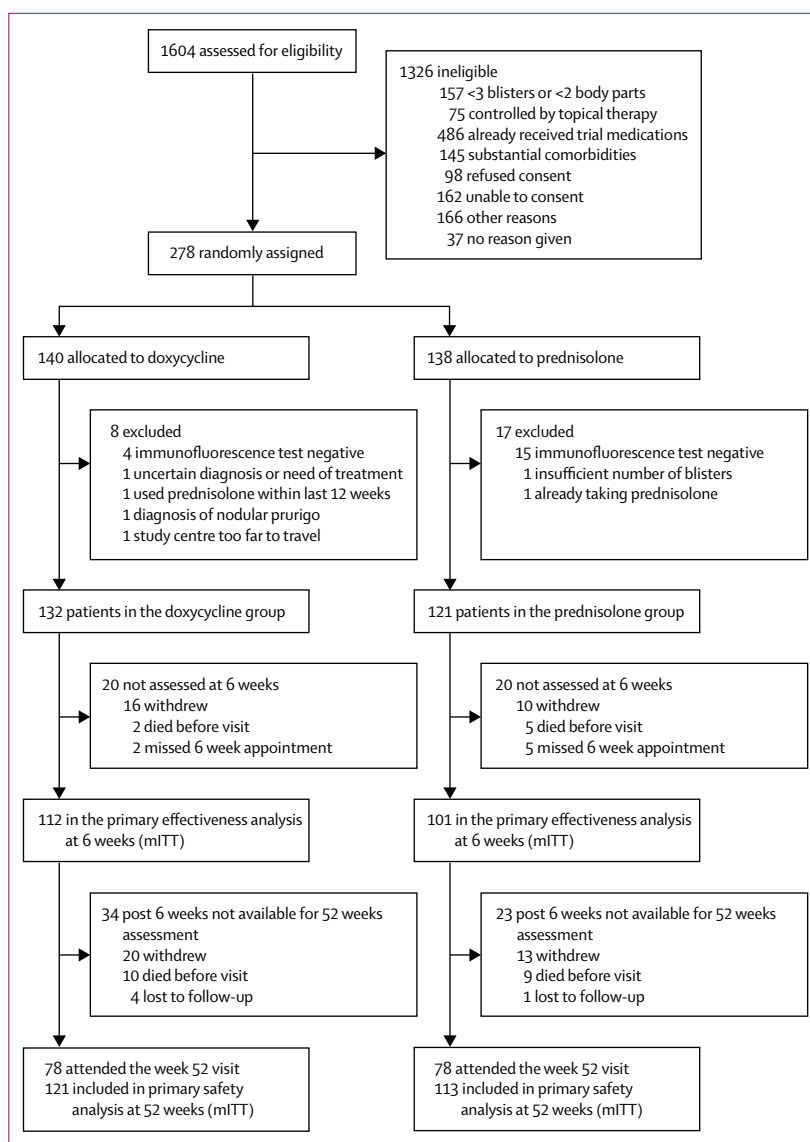 1604 assessed for eligibility
1326 ineligible
157 <3 blisters or <2 body parts
75 controlled by topical therapy
486 already received trial medications
145 substantial comorbidities
98 refused consent
162 unable to consent
166 other reasons
37 no reason given
278 randomly assigned
140 allocated to doxycycline
138 allocated to prednisolone
8 excluded
4 immunofluorescence test negative
1 uncertain diagnosis or need of treatment
1 used prednisolone within last 12 weeks
1 diagnosis of nodular prurigo
1 study centre too far to travel
17 excluded
15 immunofluorescence test negative
1 insufficient number of blisters
1 already taking prednisolone
132 patients in the doxycycline group
121 patients in the prednisolone group
20 not assessed at 6 weeks
16 withdrew
2 died before visit
2 missed 6 week appointment
20 not assessed at 6 weeks
10 withdrew
5 died before visit
5 missed 6 week appointment
112 in the primary effectiveness analysis
at 6 weeks (mITT)
101 in the primary effectiveness analysis
at 6 weeks (mITT)
34 post 6 weeks not available for 52 weeks
assessment
20 withdrew
10 died before visit
4 lost to follow-up
23 post 6 weeks not available for 52 weeks
assessment
13 withdrew
9 died before visit
1 lost to follow-up
78 attended the week 52 visit
121 included in primary safety
analysis at 52 weeks (mITT)
78 attended the week 52 visit
113 included in primary safety
analysis at 52 weeks (mITT)